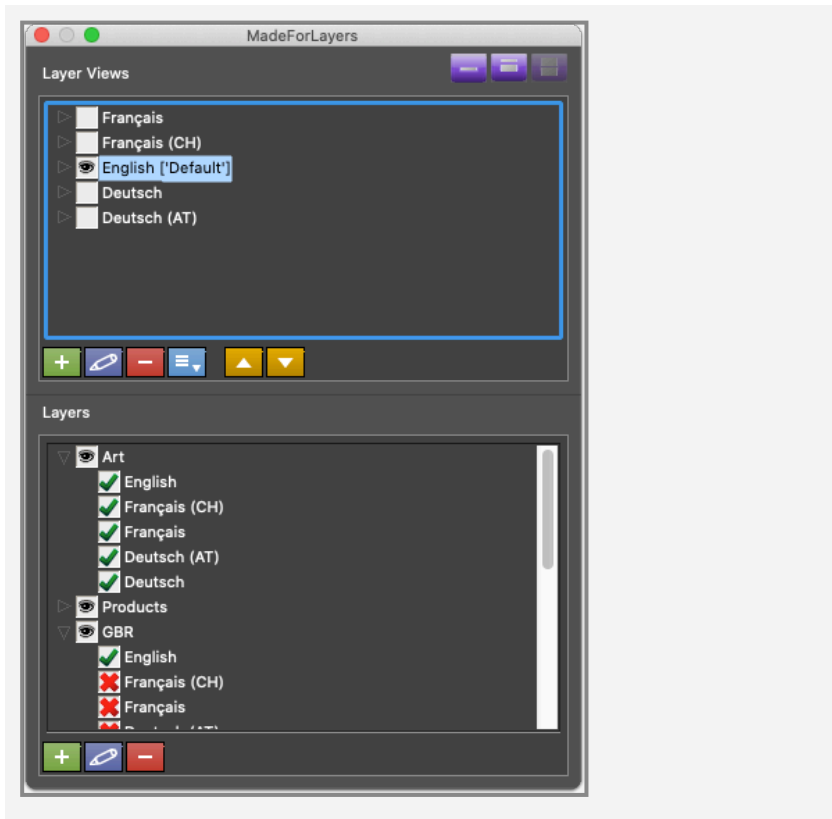 MadeForLayers
Layer Views
Français
Français (CH)
English ['Default']
Deutsch
Deutsch (AT)
Layers
Art
English
Français (CH)
Français
Deutsch (AT)
Deutsch
Products
GBR
English
Français (CH)
Français